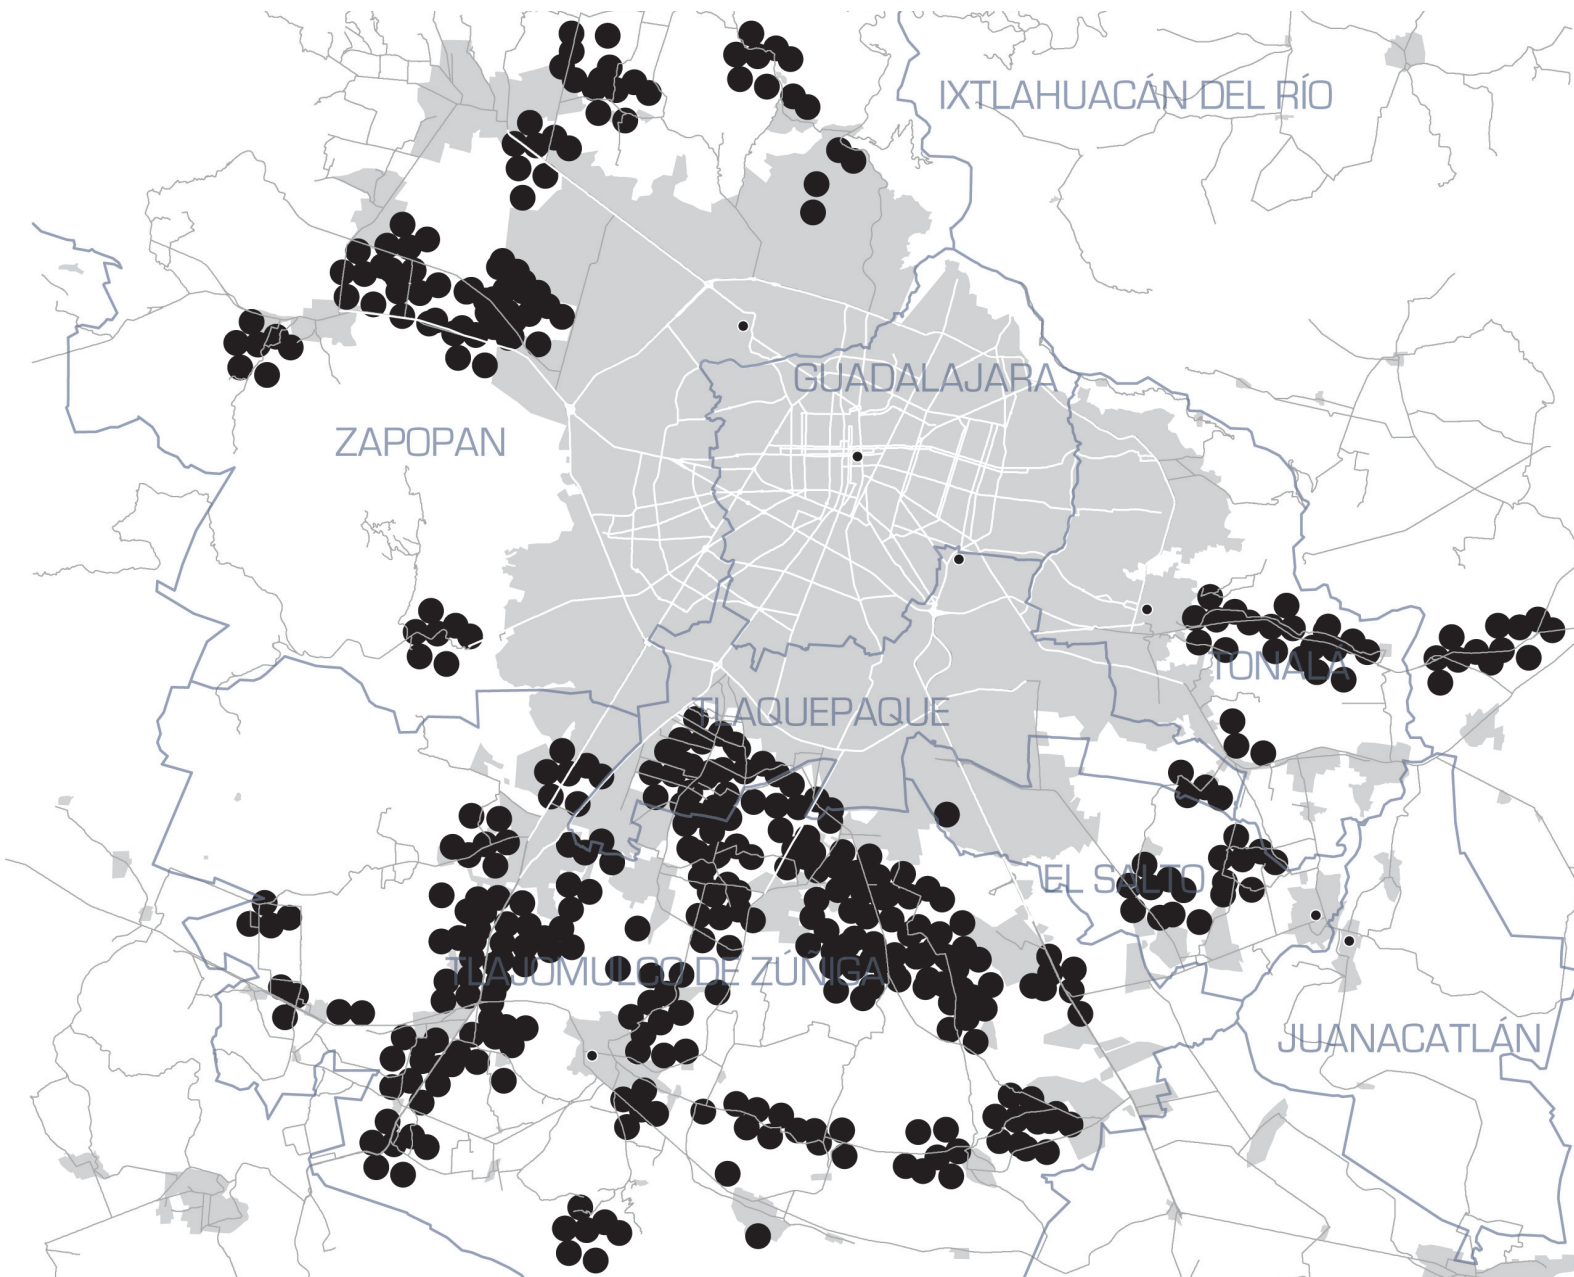 IXTLAHUACÁN DEL RÍO
GUADALAJARA
ZAPOPAN
TONALÁ
TLAQUEPAQUE
EL SALTO
TLAJOMULCO DE ZÚÑIGA
JUANACATLÁN